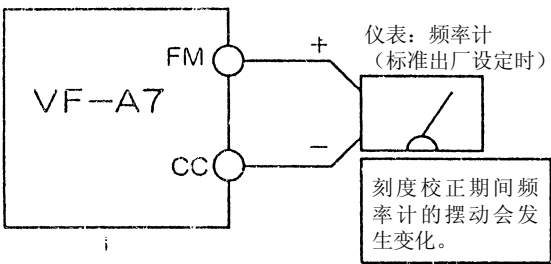 仪表：频率计
（标准出厂设定时）
FM
+
VF-A7
CC
-
刻度校正期间频
率计的摆动会发
生变化。